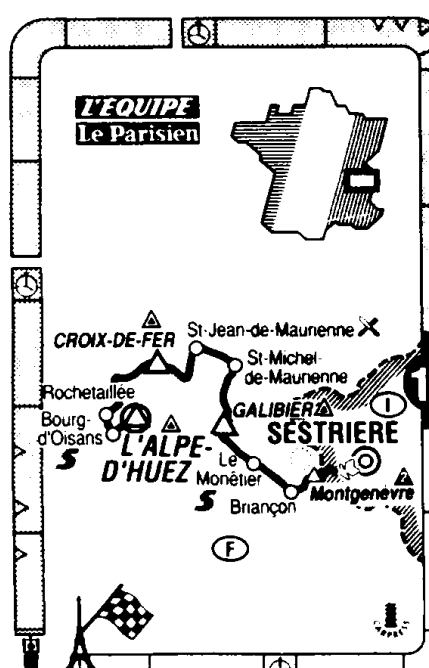 L'EQUIPE
Le Parisien
CROIX-DE-FER
St-Jean-de-Maurienne
St-Michel-
de-Maurienne
Rochetaillée
Bourg-
d'Oisans
GALIBIER
I
L'ALPE-
D'HUEZ
SESTRIERE
S
Le
Monêtier
S
Briançon
Montgenèvre
F
CARPRESS